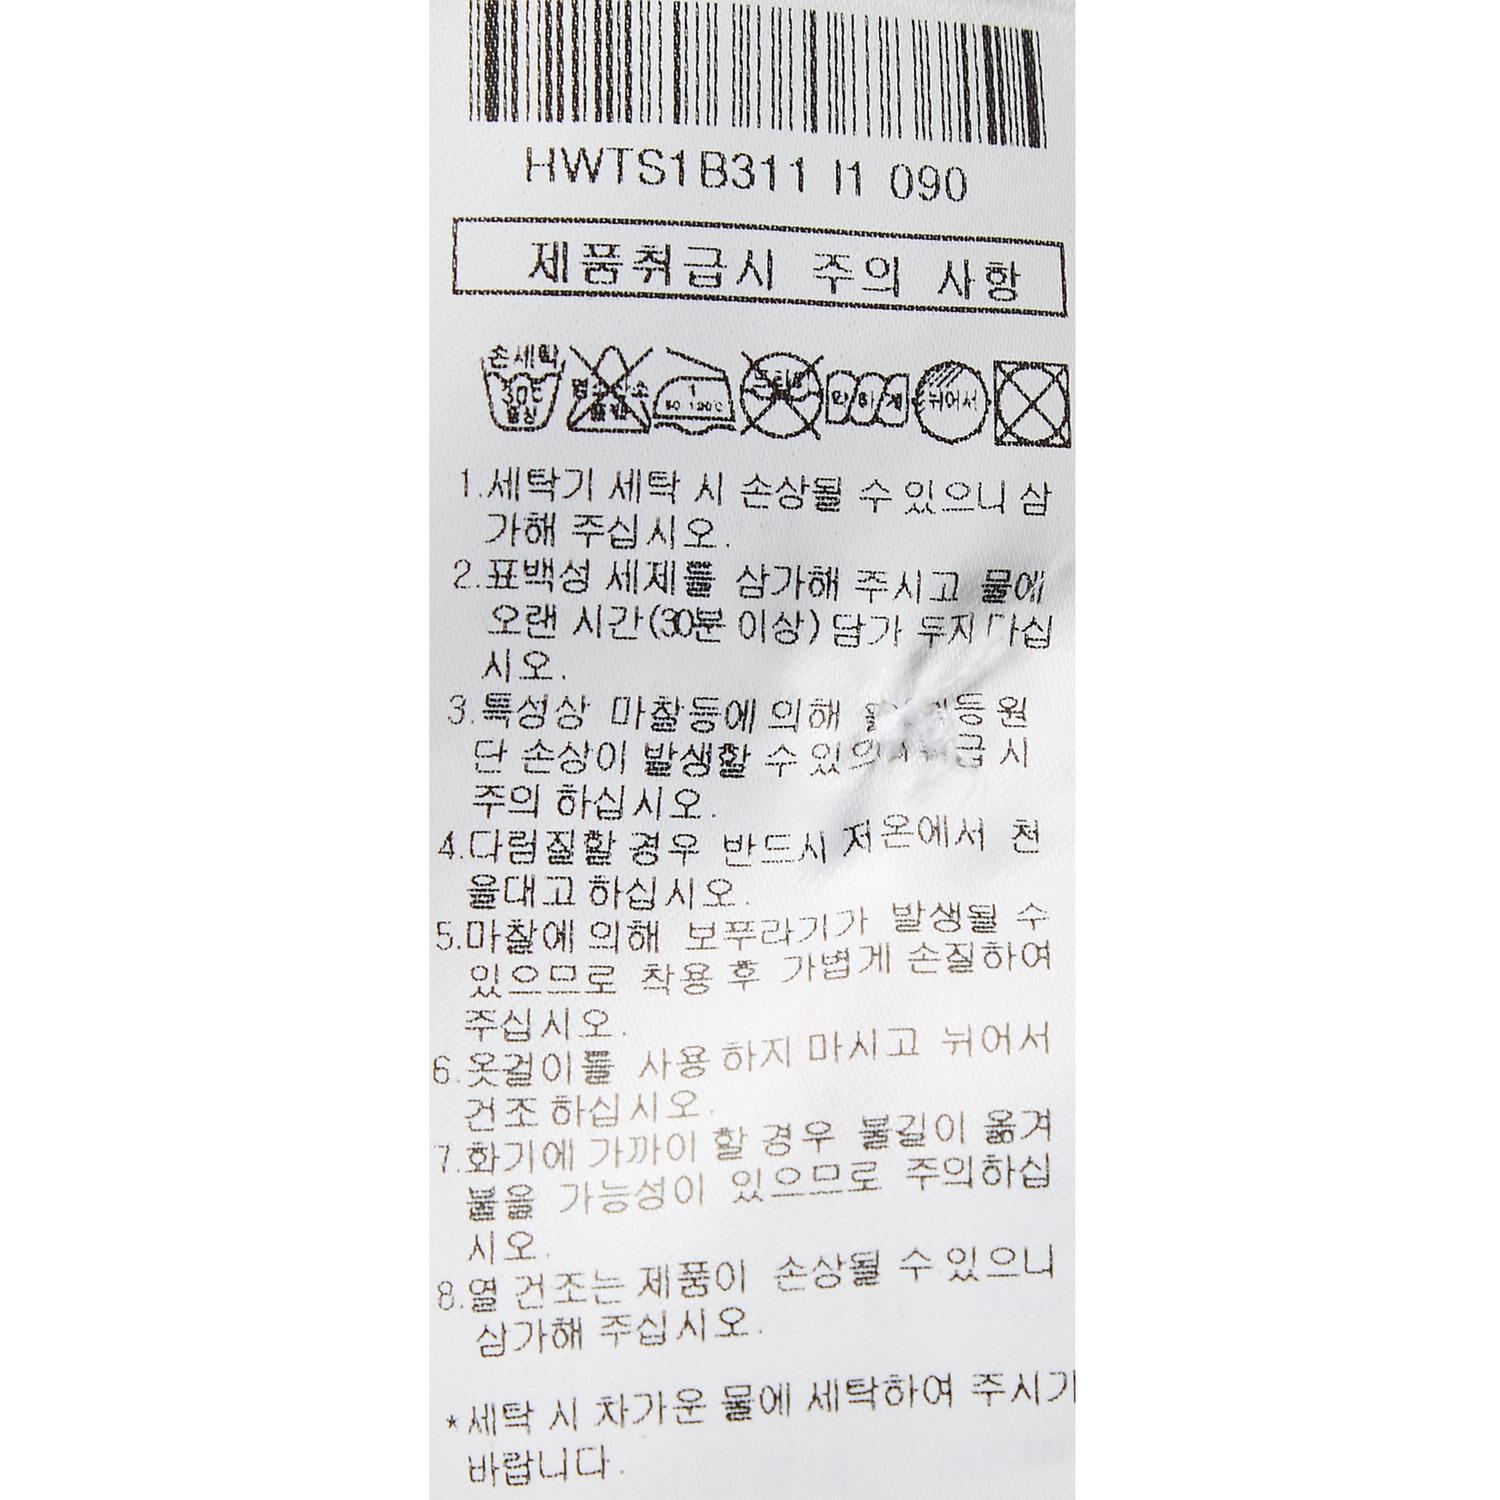 HWTS1B311 I1 090
제품취급시 주의 사항
손세탁
30℃
중성
염소표백
80-120℃
드라이
약하게
뉘어서
1.세탁기 세탁 시 손상될 수 있으니 삼
가해 주십시오.
2.표백성 세제를 삼가해 주시고 물에
오랜 시간(30분 이상) 담가 두지 마십
시오.
3.특성상 마찰등에 의해 등 원
단 손상이 발생할 수 있으니 취급 시
주의 하십시오.
4.다림질할 경우 반드시 저온에서 천
을대고 하십시오.
5.마찰에 의해 보푸라기가 발생될 수
있으므로 착용 후 가볍게 손질하여
주십시오.
6.옷걸이를 사용 하지 마시고 뉘어서
건조 하십시오.
7.화기에 가까이 할 경우 불길이 옮겨
붙을 가능성이 있으므로 주의하십
시오.
8.열 건조는 제품이 손상될 수 있으니
삼가해 주십시오.
*세탁 시 차가운 물에 세탁하여 주시기
바랍니다.